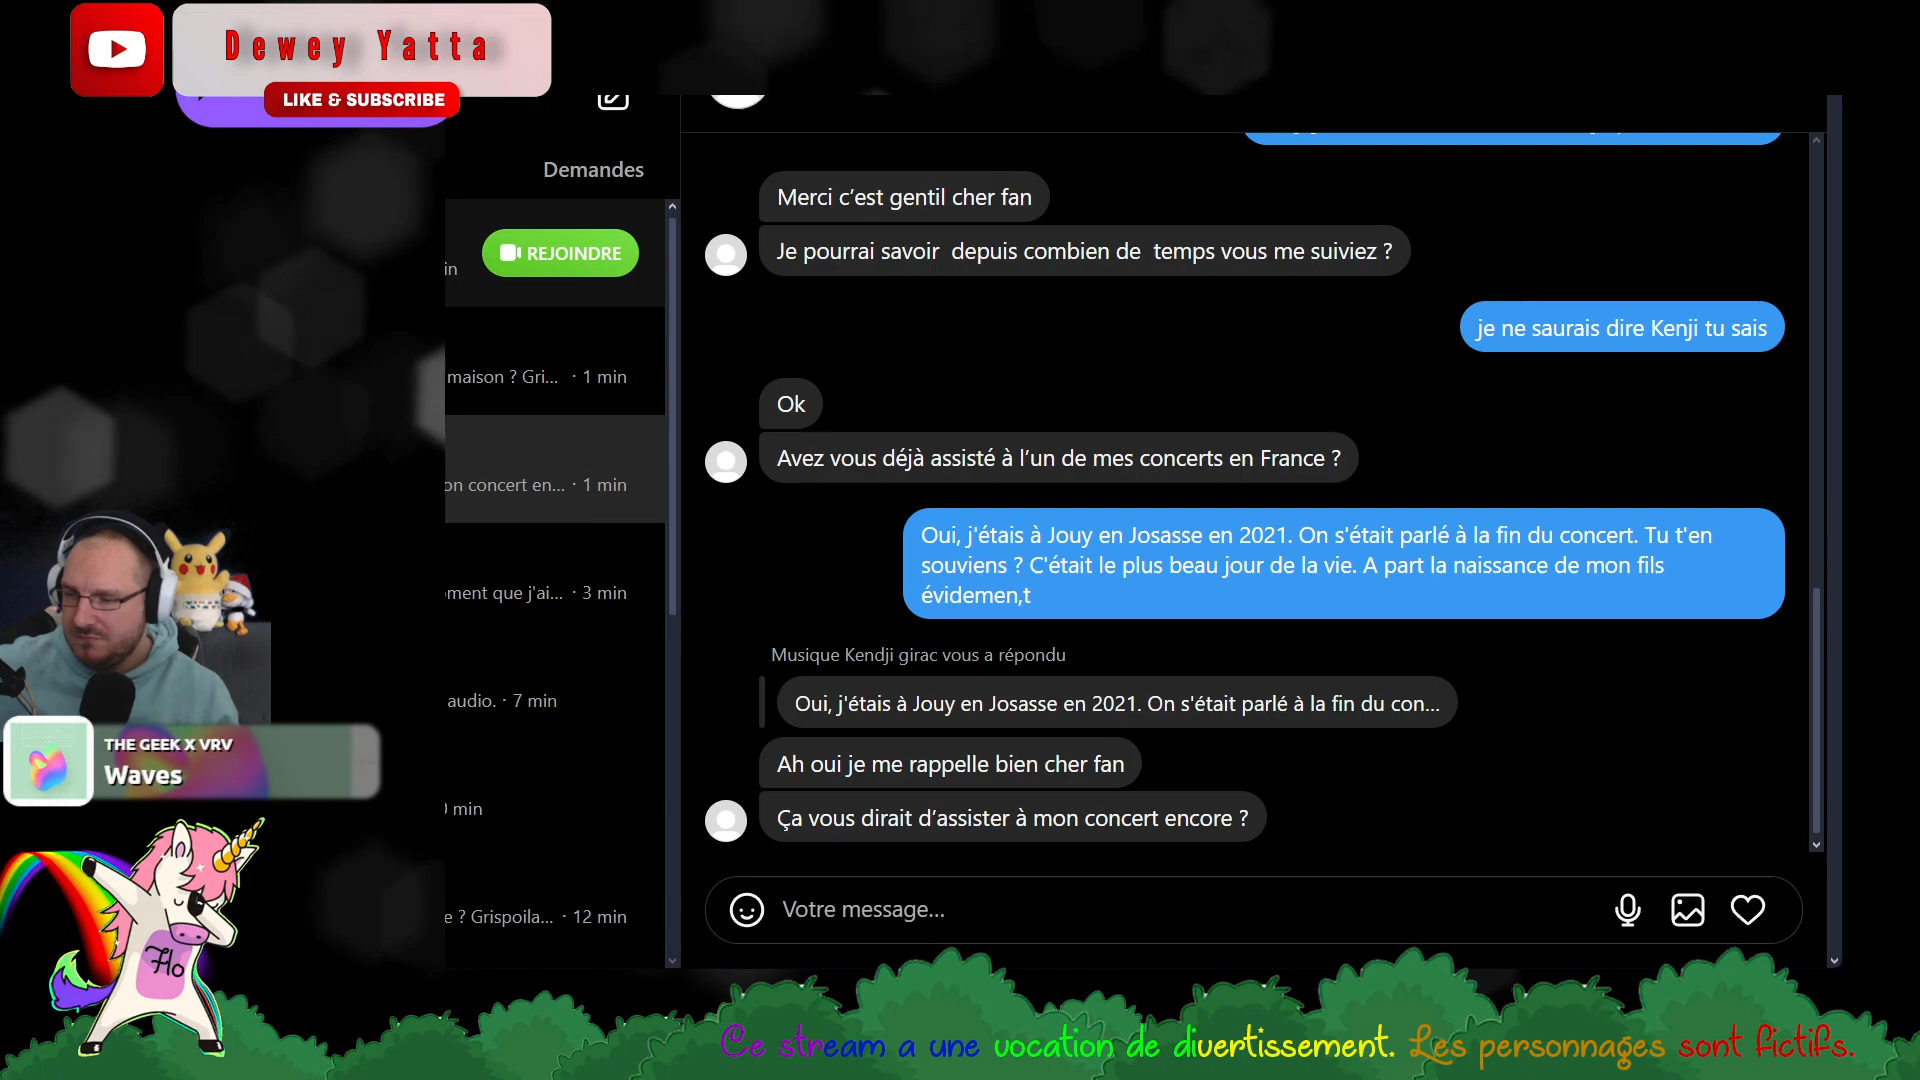 Dewey Yatta
LIKE & SUBSCRIBE
Demandes
in
REJOINDRE
maison ? Gri... · 1 min
on concert en... · 1 min
oment que j'ai... · 3 min
audio. · 7 min
0 min
e ? Grispoila... · 12 min
Merci c’est gentil cher fan
Je pourrai savoir depuis combien de temps vous me suiviez ?
je ne saurais dire Kenji tu sais
Ok
Avez vous déjà assisté à l’un de mes concerts en France ?
Oui, j'étais à Jouy en Josasse en 2021. On s'était parlé à la fin du concert. Tu t'en
souviens ? C'était le plus beau jour de la vie. A part la naissance de mon fils
évidemen,t
Musique Kendji girac vous a répondu
Oui, j'étais à Jouy en Josasse en 2021. On s'était parlé à la fin du con...
Ah oui je me rappelle bien cher fan
Ça vous dirait d’assister à mon concert encore ?
Votre message...
THE GEEK X VRV
Waves
Flo
Ce stream a une vocation de divertissement. Les personnages sont fictifs.